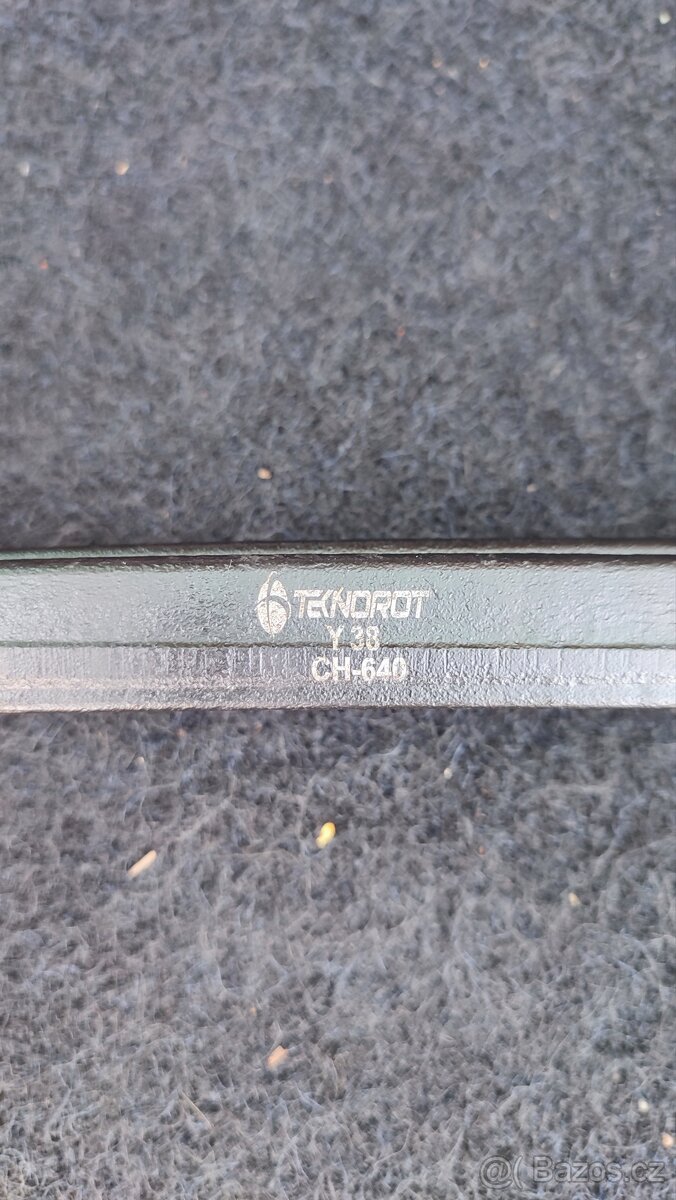 TEKNOROT
Y 38
CH-640
@( Bazos.cz